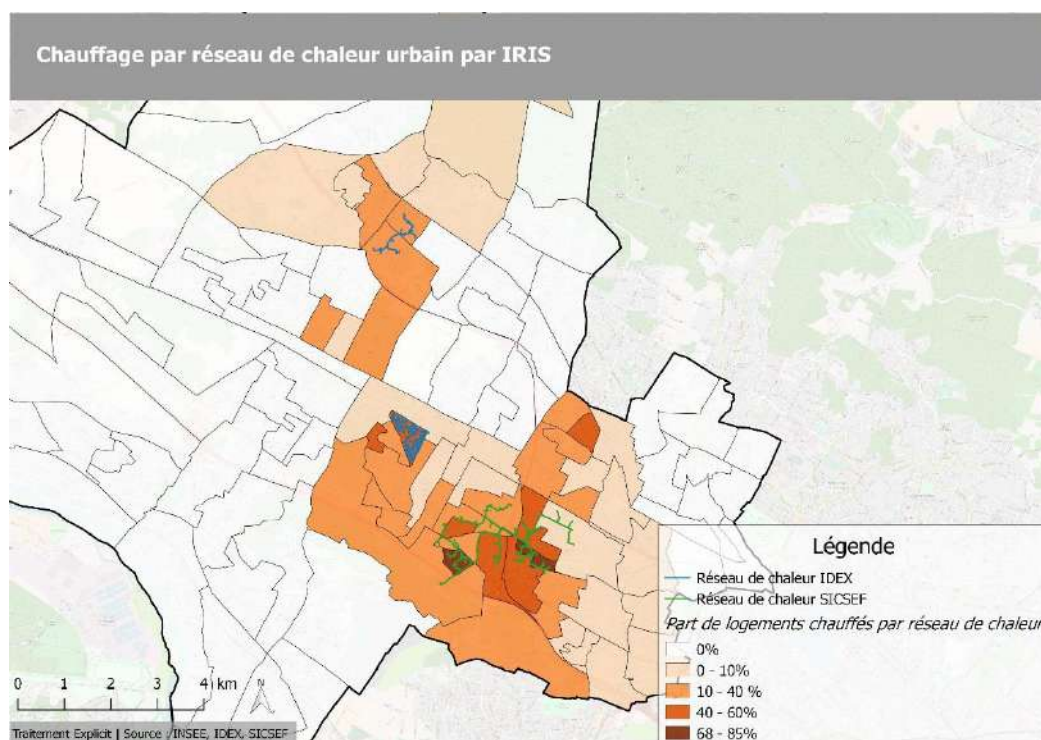 Chauffage par réseau de chaleur urbain par IRIS
Légende
Réseau de chaleur IDEX
Réseau de chaleur SICSEF
Part de logements chauffés par réseau de chaleur
0%
0 - 10%
10 - 40 %
40 - 60%
68 - 85%
0 1 2 3 4 km
N
Traitement Explicit | Source : INSEE, IDEX, SICSEF